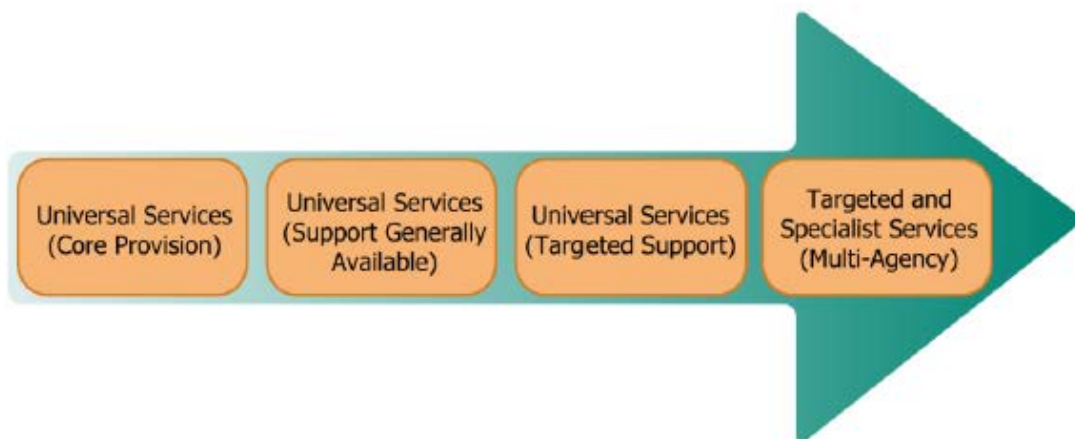 Universal Services
(Core Provision)
Universal Services
(Support Generally
Available)
Universal Services
(Targeted Support)
Targeted and
Specialist Services
(Multi-Agency)